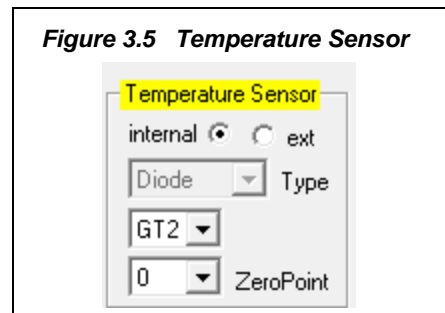 Figure 3.5 Temperature Sensor
Temperature Sensor
internal ext
Diode Type
GT2
0 ZeroPoint